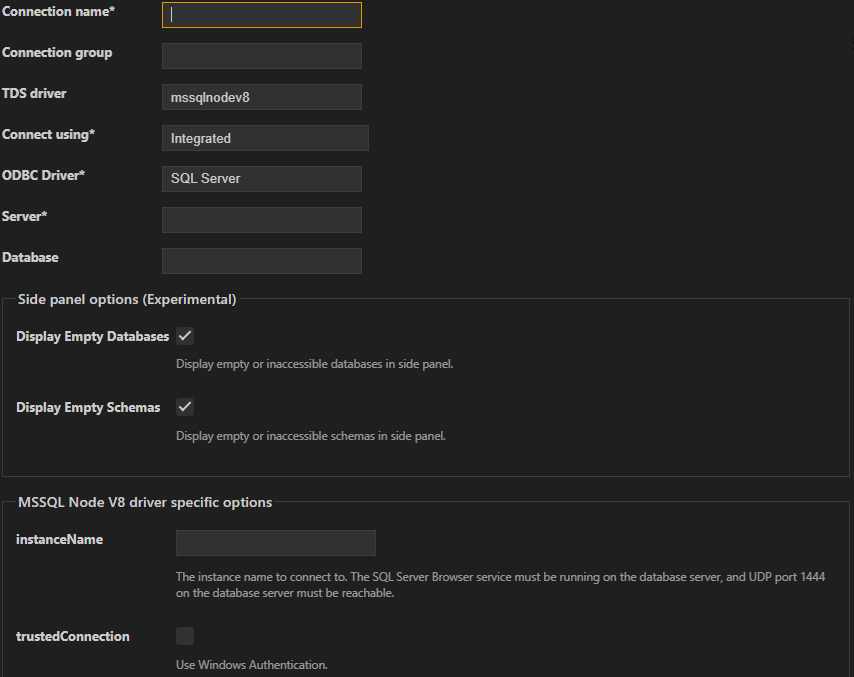 Connection name*
Connection group
TDS driver mssqlnodev8
Connect using* Integrated
ODBC Driver* SQL Server
Server*
Database
Side panel options (Experimental)
Display Empty Databases
Display empty or inaccessible databases in side panel.
Display Empty Schemas
Display empty or inaccessible schemas in side panel.
MSSQL Node V8 driver specific options
instanceName
The instance name to connect to. The SQL Server Browser service must be running on the database server, and UDP port 1444
on the database server must be reachable.
trustedConnection
Use Windows Authentication.